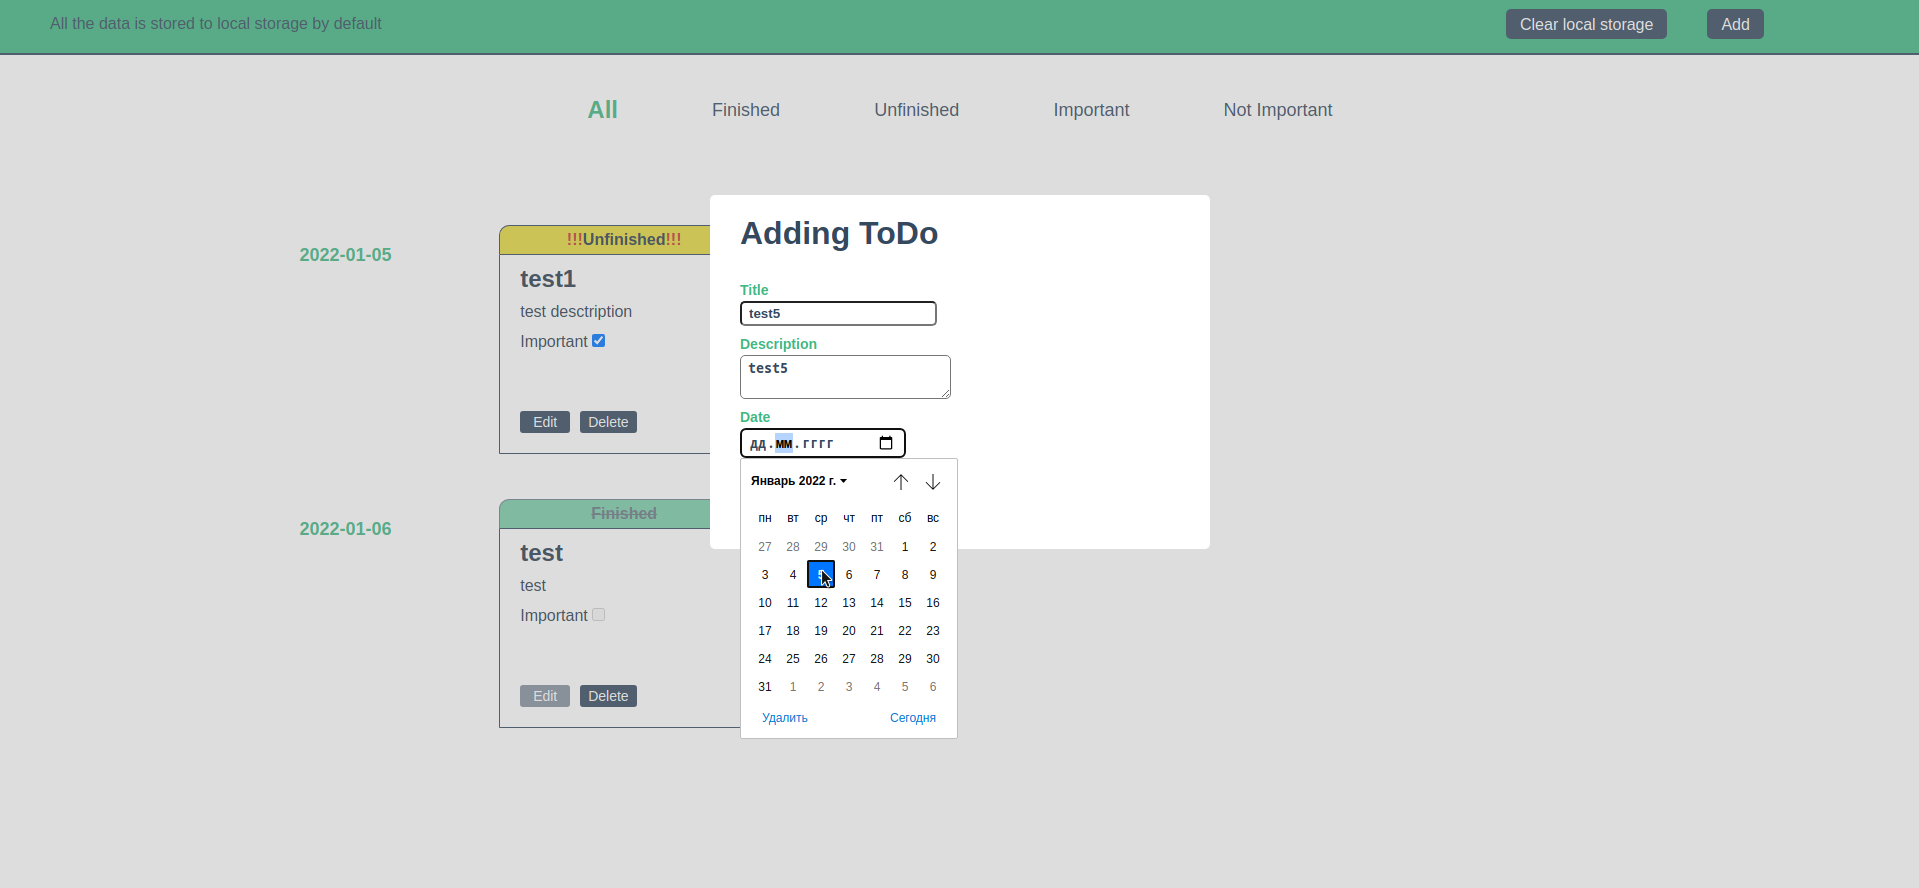 All the data is stored to local storage by default
Clear local storage
Add
All
Finished
Unfinished
Important
Not Important
2022-01-05
!!!Unfinished!!!
test1
test desctription
Important
Edit
Delete
2022-01-06
Finished
test
test
Important
Edit
Delete
Adding ToDo
Title
test5
Description
test5
Date
дд.мм.гггг
Январь 2022 г.
пн вт ср чт пт сб вс
27 28 29 30 31 1 2
3 4 5 6 7 8 9
10 11 12 13 14 15 16
17 18 19 20 21 22 23
24 25 26 27 28 29 30
31 1 2 3 4 5 6
Удалить
Сегодня